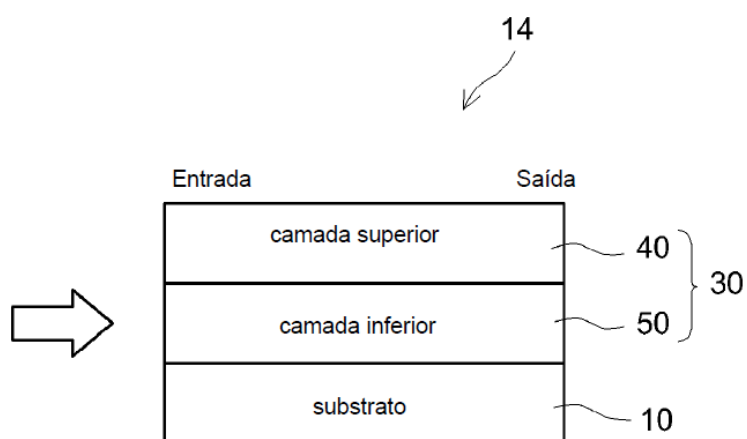 14
Entrada Saída
camada superior 40
30
camada inferior 50
substrato 10